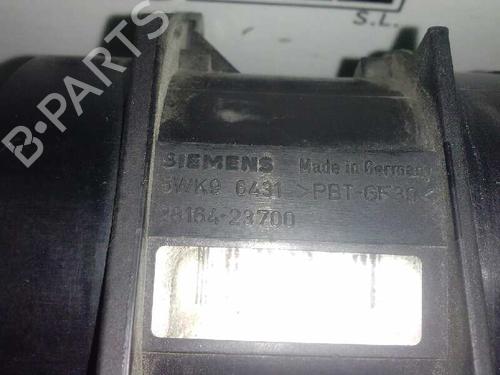 S.L.
B-PARTS
SIEMENS Made in Germany
5WK9 6431 >PBT-GF30<
28164-23700